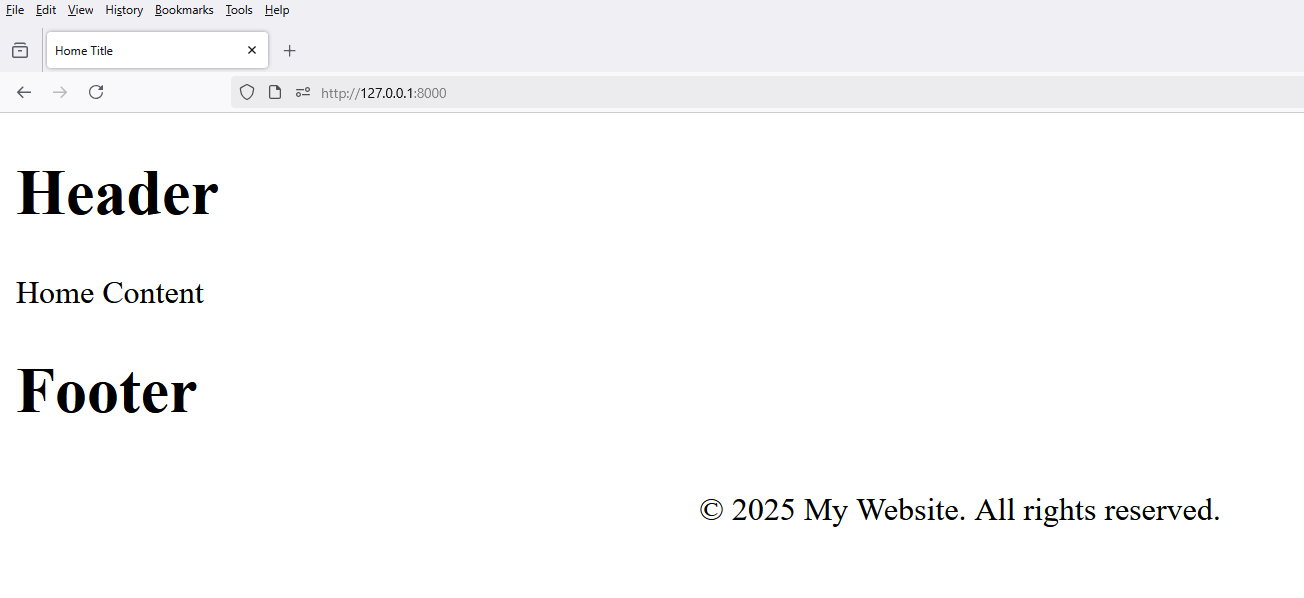 File Edit View History Bookmarks Tools Help
Home Title
http://127.0.0.1:8000
Header
Home Content
Footer
© 2025 My Website. All rights reserved.